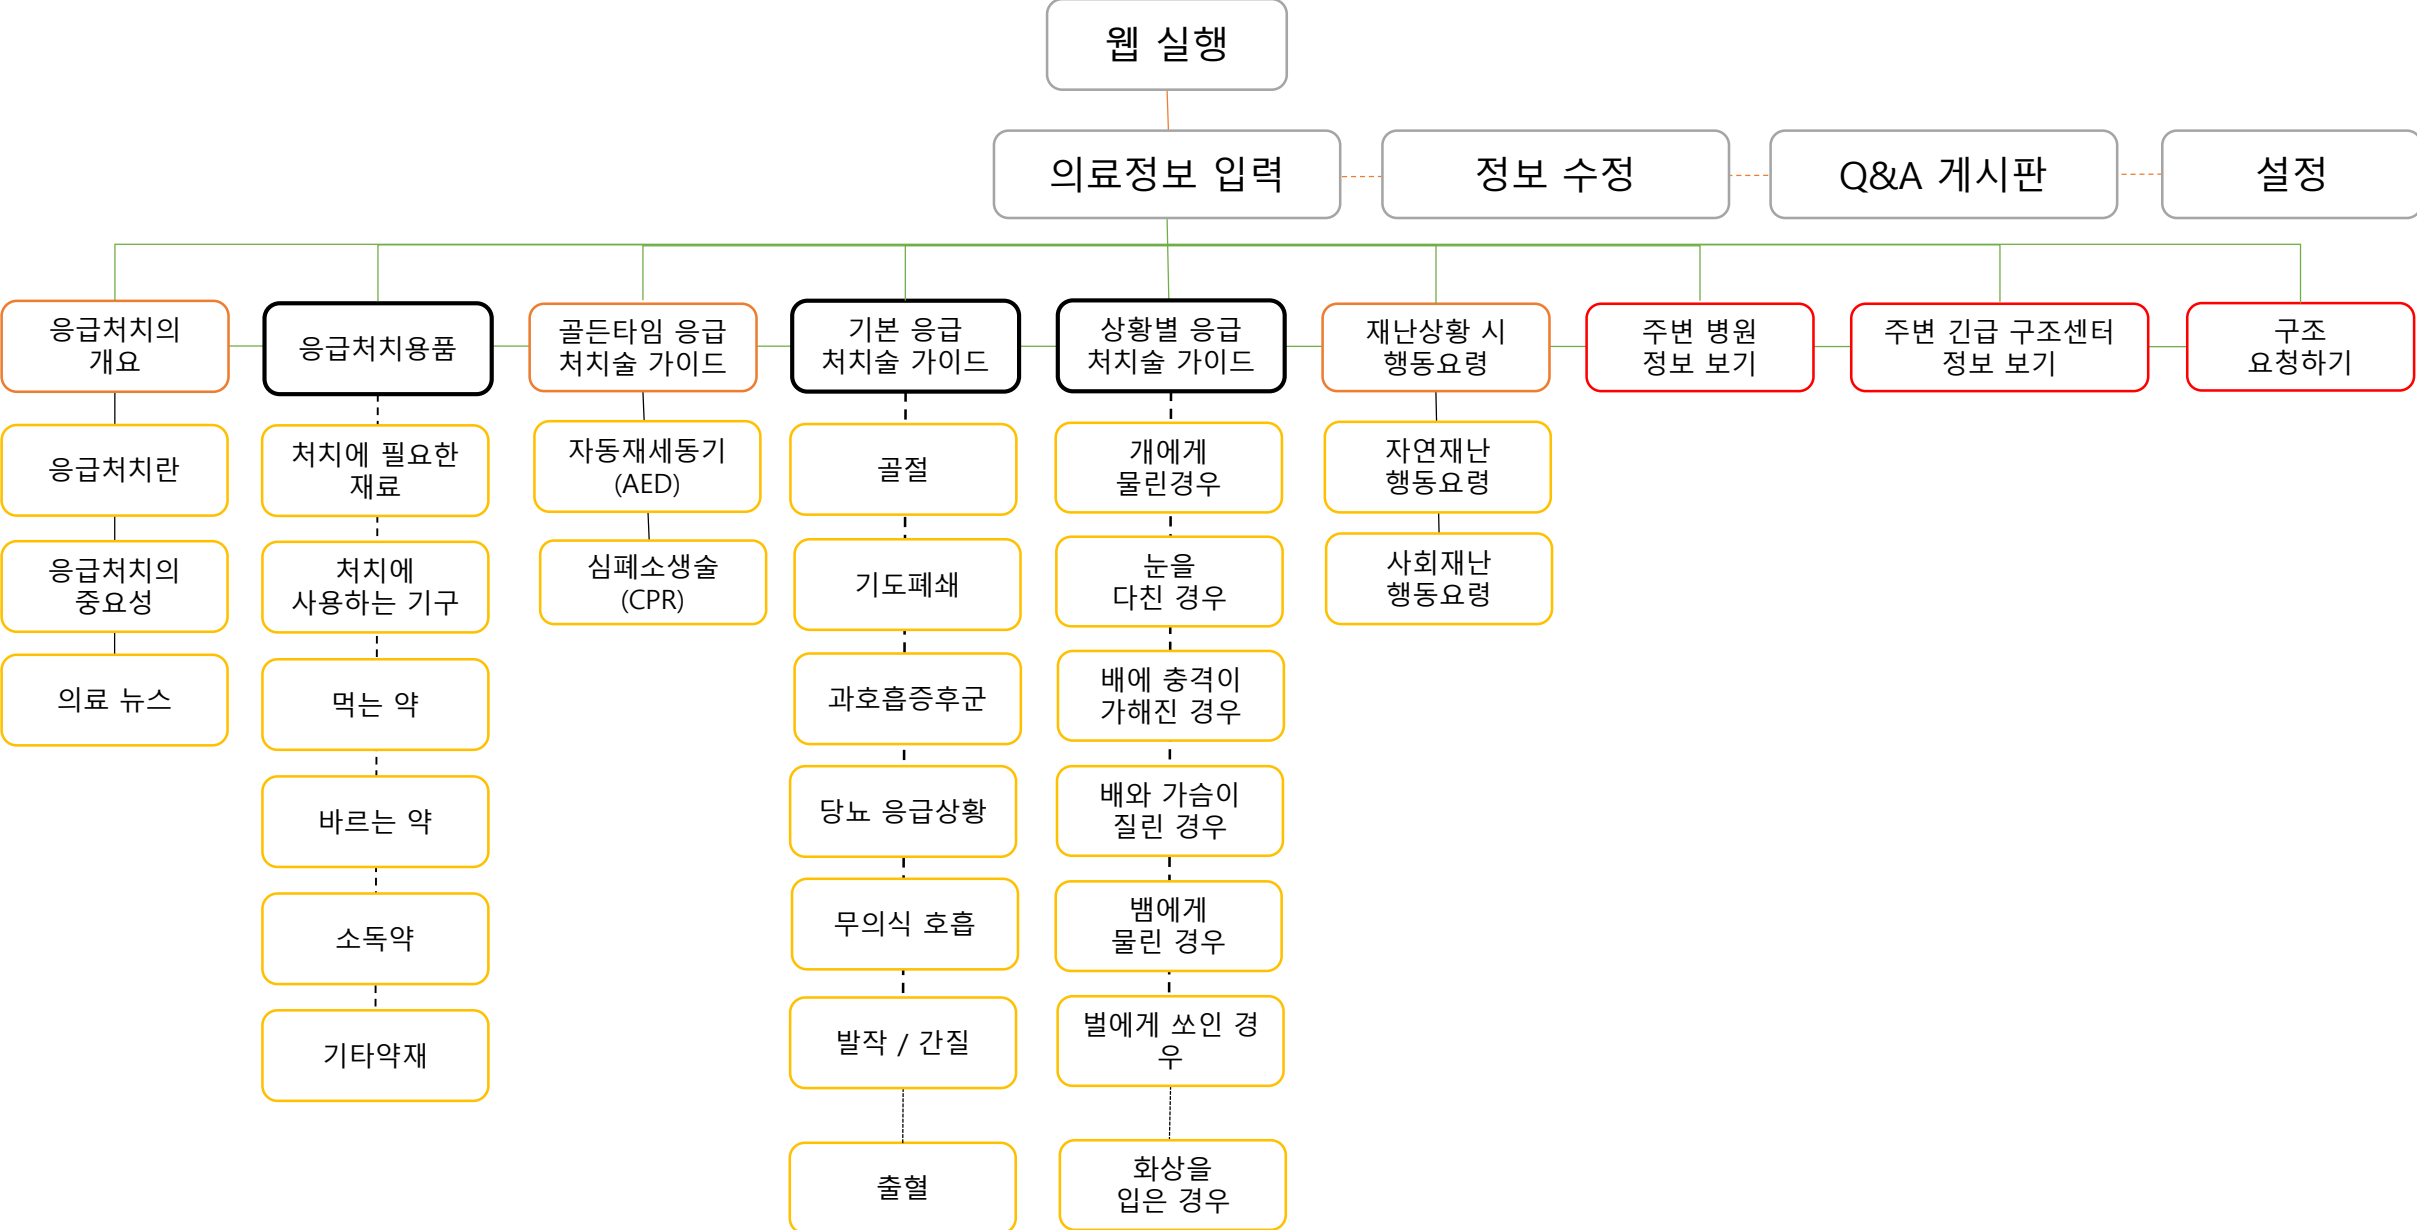 웹 실행
의료정보 입력
정보 수정
Q&A 게시판
설정
응급처치의
개요
응급처치용품
골든타임 응급
처치술 가이드
기본 응급
처치술 가이드
상황별 응급
처치술 가이드
재난상황 시
행동요령
주변 병원
정보 보기
주변 긴급 구조센터
정보 보기
구조
요청하기
응급처치란
응급처치의
중요성
의료 뉴스
처치에 필요한
재료
처치에
사용하는 기구
먹는 약
바르는 약
소독약
기타약재
자동재세동기
(AED)
심폐소생술
(CPR)
골절
기도폐쇄
과호흡증후군
당뇨 응급상황
무의식 호흡
발작 / 간질
출혈
개에게
물린경우
눈을
다친 경우
배에 충격이
가해진 경우
배와 가슴이
질린 경우
뱀에게
물린 경우
벌에게 쏘인 경
우
화상을
입은 경우
자연재난
행동요령
사회재난
행동요령